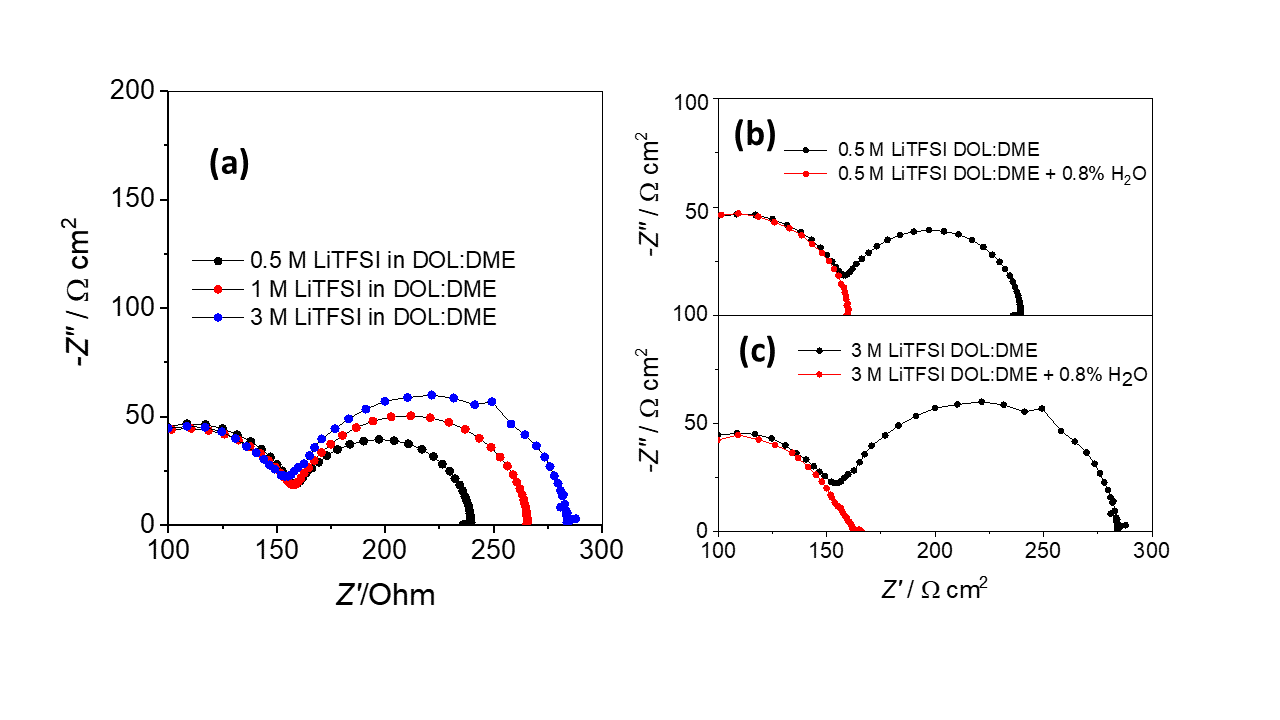 200
150
100
50
0
100
150
200
250
300
-Z″ / Ω cm2
Z′/Ohm
(a)
0.5 M LiTFSI in DOL:DME
1 M LiTFSI in DOL:DME
3 M LiTFSI in DOL:DME
100
50
-Z″ / Ω cm2
(b)
0.5 M LiTFSI DOL:DME
0.5 M LiTFSI DOL:DME + 0.8% H2O
100
50
0
-Z″ / Ω cm2
(c)
3 M LiTFSI DOL:DME
3 M LiTFSI DOL:DME + 0.8% H2O
100
150
200
250
300
Z′ / Ω cm2